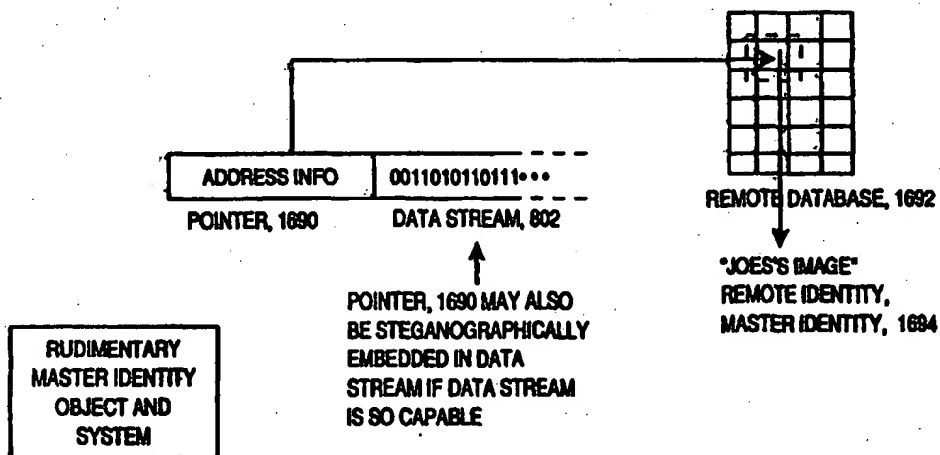 ADDRESS INFO
0011010110111•••
POINTER, 1690
DATA STREAM, 802
REMOTE DATABASE, 1692
POINTER, 1690 MAY ALSO
BE STEGANOGRAPHICALLY
EMBEDDED IN DATA
STREAM IF DATA STREAM
IS SO CAPABLE
"JOES'S IMAGE"
REMOTE IDENTITY,
MASTER IDENTITY, 1694
RUDIMENTARY
MASTER IDENTITY
OBJECT AND
SYSTEM